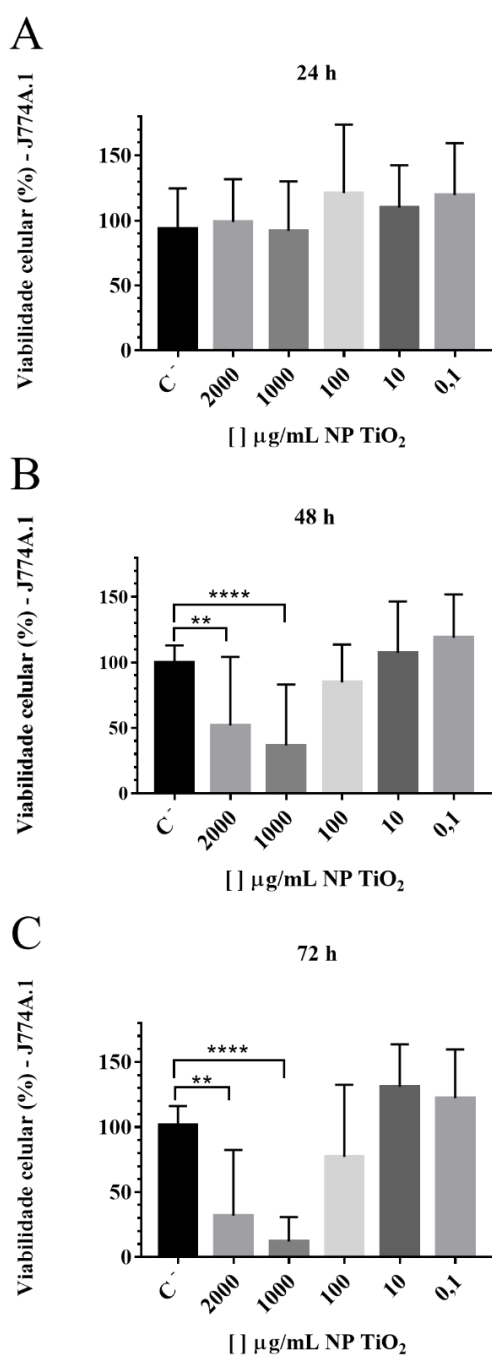 A
24 h
Viabilidade celular (%) - J774A.1
150
100
50
0
C-
2000
1000
100
10
0,1
[ ] µg/mL NP TiO2
B
48 h
Viabilidade celular (%) - J774A.1
150
100
50
0
****
**
C-
2000
1000
100
10
0,1
[ ] µg/mL NP TiO2
C
72 h
Viabilidade celular (%) - J774A.1
150
100
50
0
****
**
C-
2000
1000
100
10
0,1
[ ] µg/mL NP TiO2